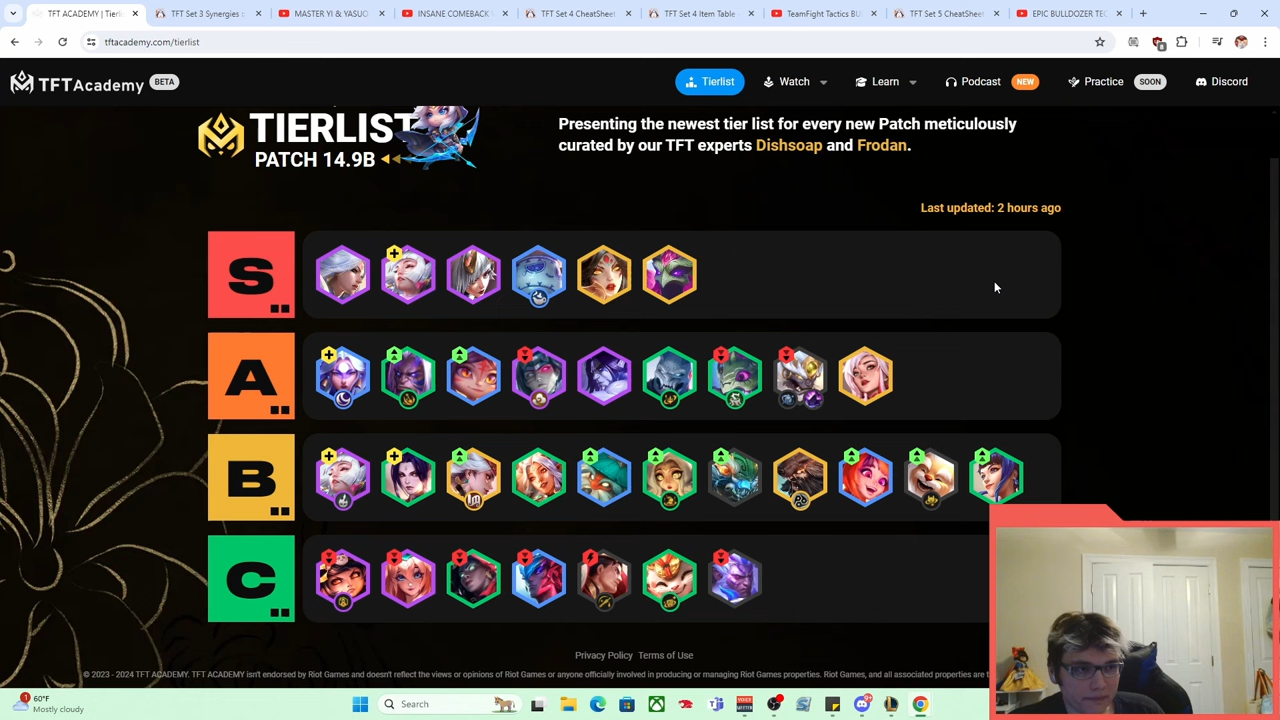 TFT ACADEMY | Tierl
TFT Set 3 Synergies a
MASTER YI & YASUO
INSANE COMEBACK
TFT Set 4 CheatSheet
TFT Set 4 Item Table
TeamFight Tactics BU
TFT Set 5 CheatSheet
EPIC BULLDOZER TE
tftacademy.com/tierlist
TFTAcademy BETA
Tierlist
Watch
Learn
Podcast NEW
Practice SOON
Discord
TIERLIST
PATCH 14.9B
Presenting the newest tier list for every new Patch meticulously
curated by our TFT experts Dishsoap and Frodan.
Last updated: 2 hours ago
S
A
B
C
Privacy Policy Terms of Use
© 2023 - 2024 TFT ACADEMY. TFT ACADEMY isn't endorsed by Riot Games and doesn't reflect the views or opinions of Riot Games or anyone officially involved in producing or managing Riot Games properties. Riot Games, and all associated properties are
60°F
Mostly cloudy
Search